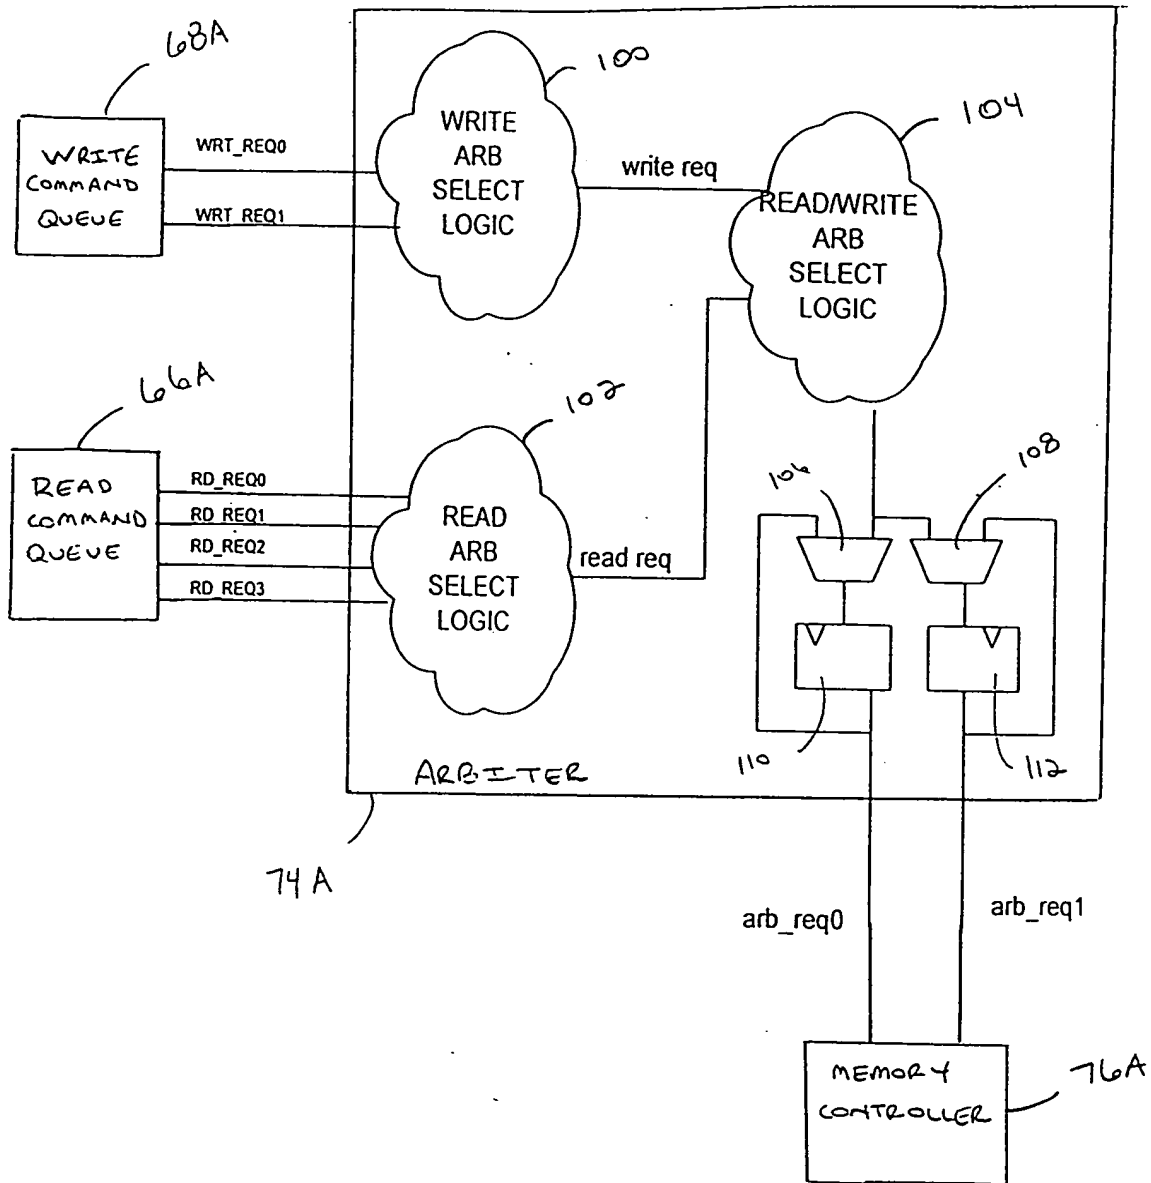 68A
WRITE
COMMAND
QUEUE
WRT_REQ0
WRT_REQ1
100
WRITE
ARB
SELECT
LOGIC
write req
104
READ/WRITE
ARB
SELECT
LOGIC
66A
READ
COMMAND
QUEUE
RD_REQ0
RD_REQ1
RD_REQ2
RD_REQ3
102
READ
ARB
SELECT
LOGIC
read req
106
108
110
112
ARBITER
74A
arb_req0
arb_req1
MEMORY
CONTROLLER
76A